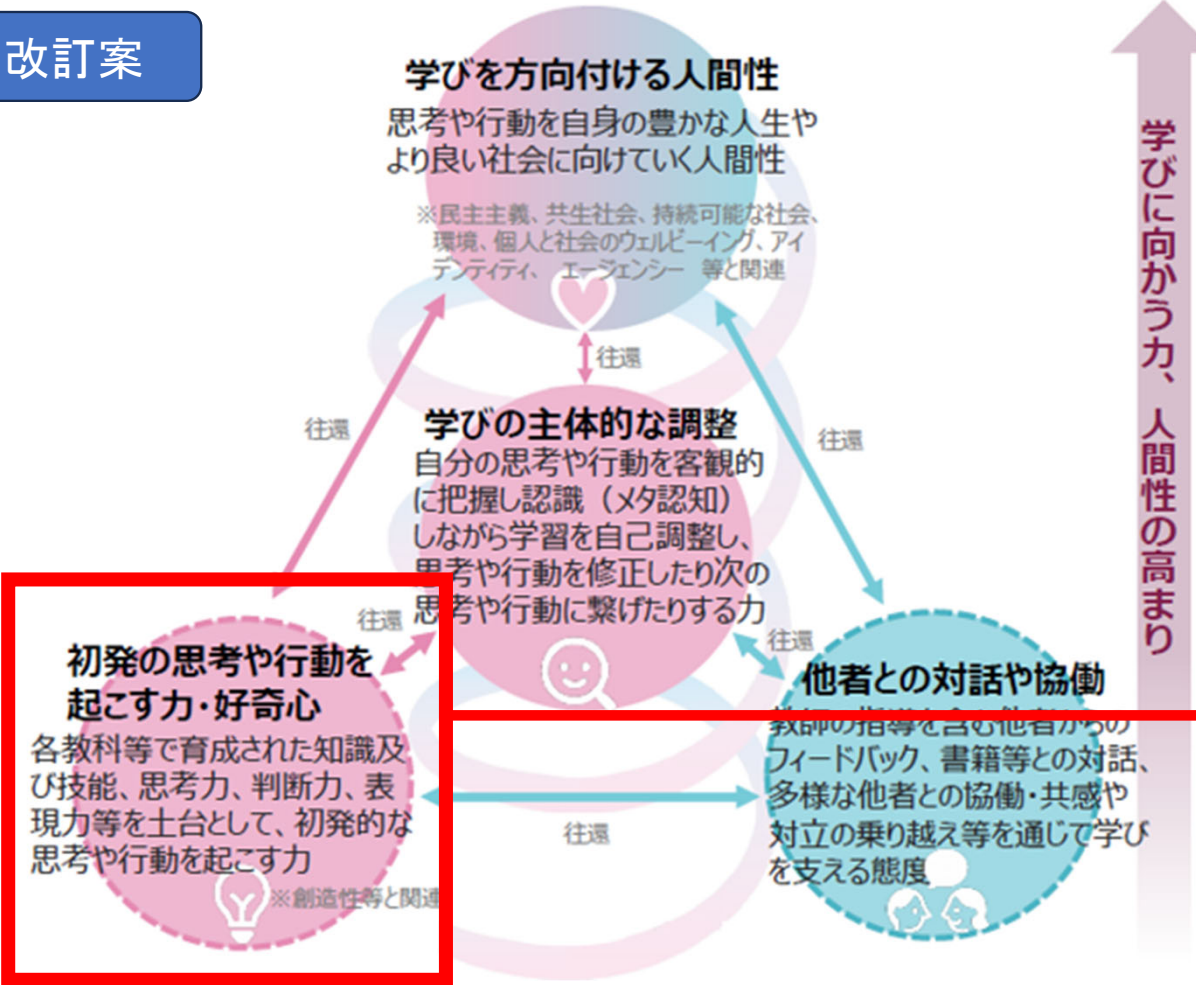 改訂案
学びを方向付ける人間性
思考や行動を自身の豊かな人生や
より良い社会に向けていく人間性
※民主主義、共生社会、持続可能な社会、
環境、個人と社会のウェルビーイング、アイ
デンティティ、 エージェンシー 等と関連
往還
往還
往還
学びの主体的な調整
自分の思考や行動を客観的
に把握し認識（メタ認知）
しながら学習を自己調整し、
思考や行動を修正したり次の
思考や行動に繋げたりする力
往還
往還
初発の思考や行動を
起こす力・好奇心
各教科等で育成された知識及
び技能、思考力、判断力、表
現力等を土台として、初発的な
思考や行動を起こす力
※創造性等と関連
往還
他者との対話や協働
教師の指導を含む他者からの
フィードバック、書籍等との対話、
多様な他者との協働・共感や
対立の乗り越え等を通じて学び
を支える態度
学びに向かう力、人間性の高まり